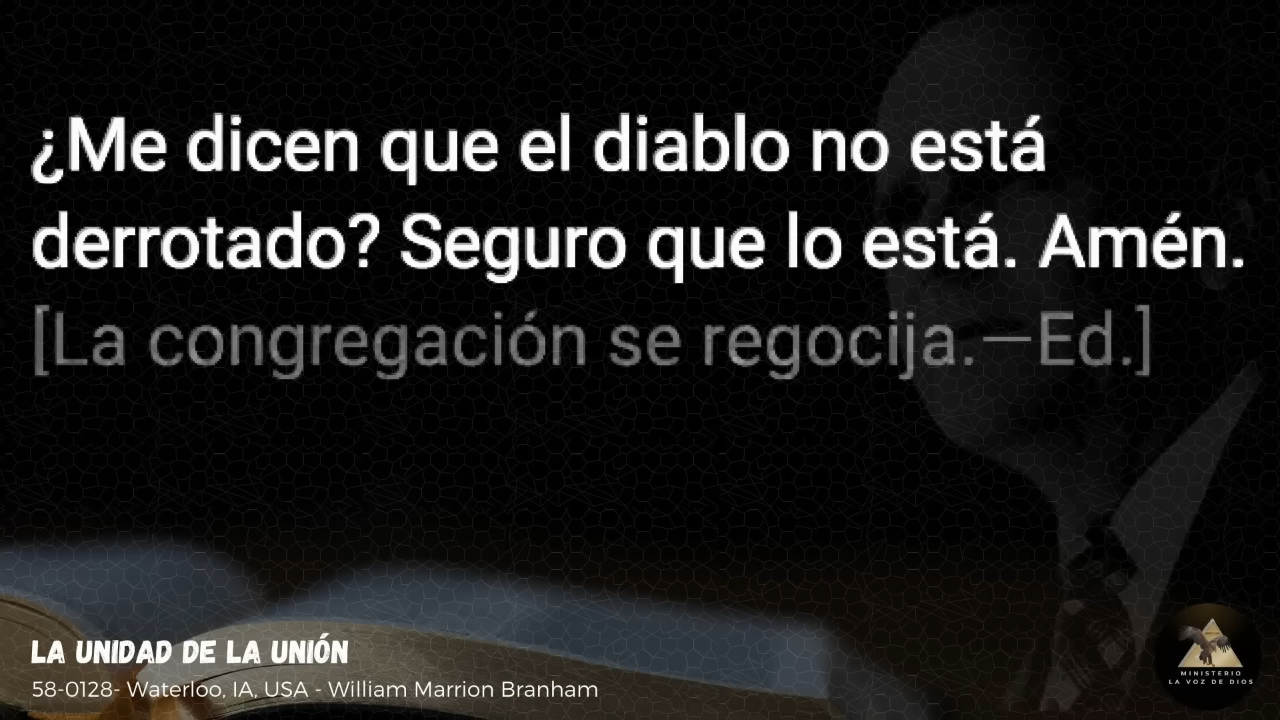 ¿Me dicen que el diablo no está
derrotado? Seguro que lo está. Amén.
[La congregación se regocija.—Ed.]
LA UNIDAD DE LA UNIÓN
58-0128- Waterloo, IA, USA - William Marrion Branham
MINISTERIO
LA VOZ DE DIOS